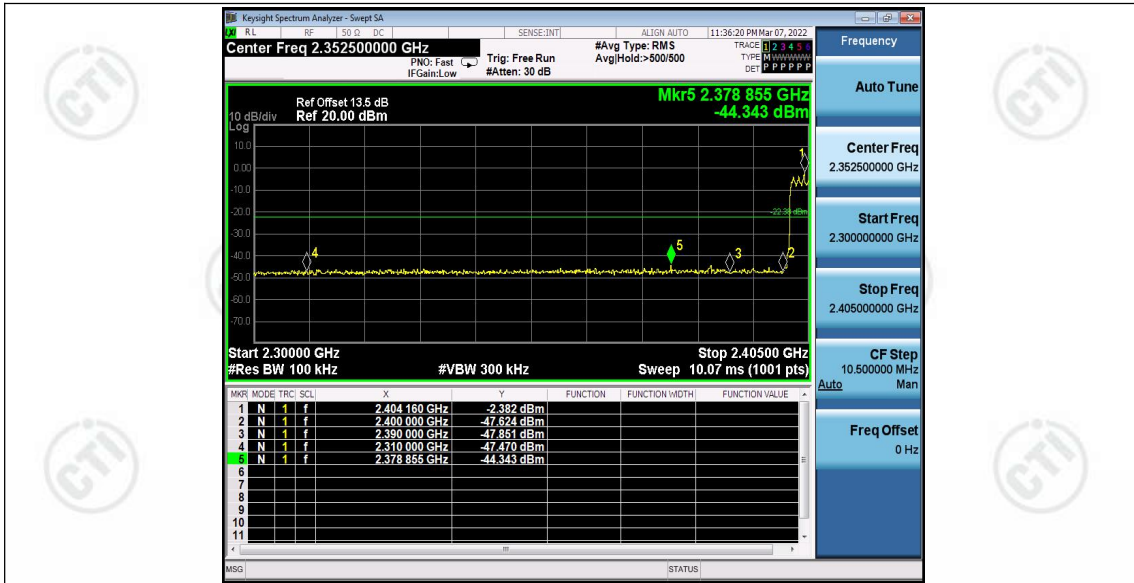 Keysight Spectrum Analyzer - Swept SA
LXI RL RF 50 Ω DC SENSE:INT ALIGN AUTO 11:36:20 PM Mar 07, 2022
Center Freq 2.352500000 GHz
PNO: Fast
IFGain:Low
Trig: Free Run
#Atten: 30 dB
#Avg Type: RMS
Avg|Hold:>500/500
TRACE 1 2 3 4 5 6
TYPE M WWWWW
DET P P P P P P
Mkr5 2.378 855 GHz
-44.343 dBm
Ref Offset 13.5 dB
10 dB/div Ref 20.00 dBm
Log
10.0
0.00
-10.0
-20.0
-30.0
-40.0
-50.0
-60.0
-70.0
1
-22.38 dBm
4
5
3
2
Start 2.30000 GHz Stop 2.40500 GHz
#Res BW 100 kHz #VBW 300 kHz Sweep 10.07 ms (1001 pts)
MKR MODE TRC SCL X Y FUNCTION FUNCTION WIDTH FUNCTION VALUE
1 N 1 f 2.404 160 GHz -2.382 dBm
2 N 1 f 2.400 000 GHz -47.624 dBm
3 N 1 f 2.390 000 GHz -47.851 dBm
4 N 1 f 2.310 000 GHz -47.470 dBm
5 N 1 f 2.378 855 GHz -44.343 dBm
6
7
8
9
10
11
MSG STATUS
Frequency
Auto Tune
Center Freq
2.352500000 GHz
Start Freq
2.300000000 GHz
Stop Freq
2.405000000 GHz
CF Step
10.500000 MHz
Auto Man
Freq Offset
0 Hz
CTI
CTI
CTI
CTI